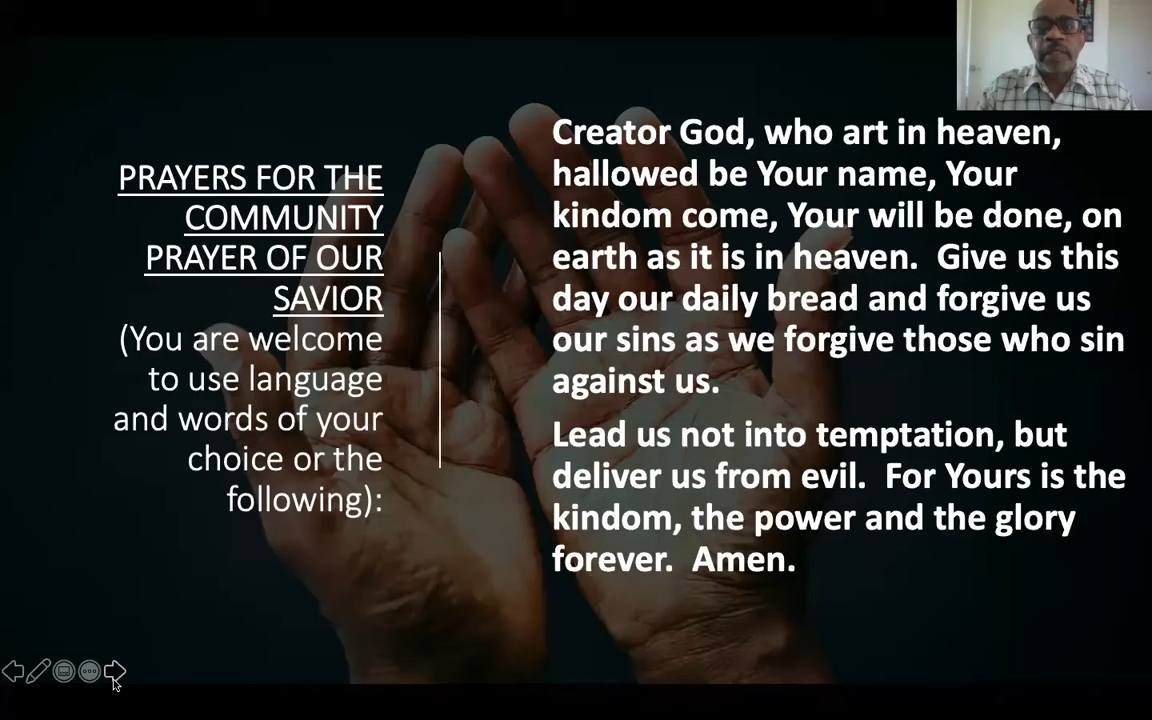 PRAYERS FOR THE
COMMUNITY
PRAYER OF OUR
SAVIOR
(You are welcome
to use language
and words of your
choice or the
following):
Creator God, who art in heaven,
hallowed be Your name, Your
kindom come, Your will be done, on
earth as it is in heaven.  Give us this
day our daily bread and forgive us
our sins as we forgive those who sin
against us.
Lead us not into temptation, but
deliver us from evil.  For Yours is the
kindom, the power and the glory
forever.  Amen.